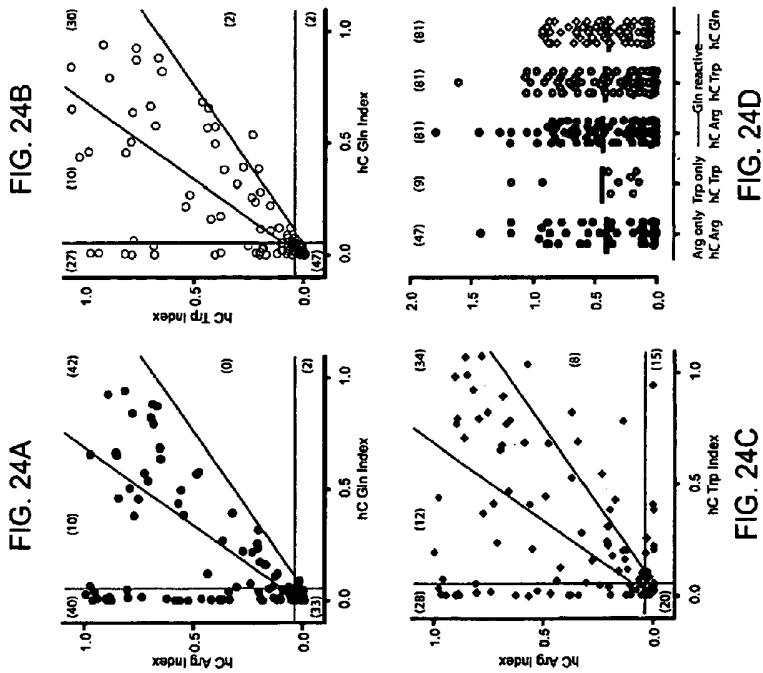 FIG. 24A
(40)
(10)
(42)
(0)
(2)
(33)
1.0
0.5
0.0
hC Arg Index
0.0
0.5
1.0
hC Gln Index
FIG. 24B
(27)
(10)
(30)
(2)
(2)
(47)
1.0
0.5
0.0
hC Trp Index
0.0
0.5
1.0
hC Gln Index
FIG. 24C
(28)
(12)
(34)
(8)
(15)
(20)
1.0
0.5
0.0
hC Arg Index
0.0
0.5
1.0
hC Trp Index
FIG. 24D
(47)
(9)
(81)
(81)
(81)
2.0
1.5
1.0
0.5
0.0
Arg only
Trp only
Gln reactive
hC Arg
hC Trp
hC Arg
hC Trp
hC Gln